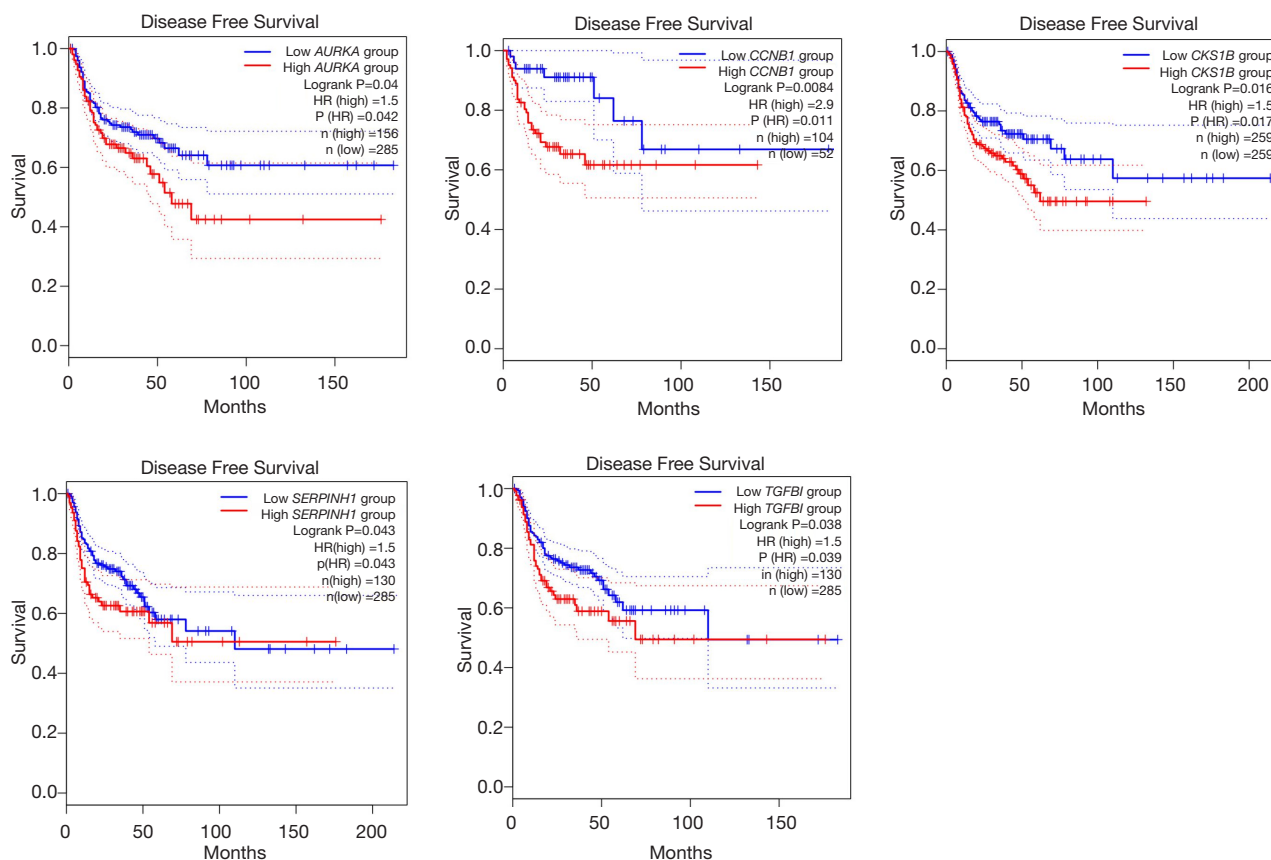 Disease Free Survival
Low AURKA group
High AURKA group
Logrank P=0.04
HR (high) =1.5
P (HR) =0.042
n (high) =156
n (low) =285
Survival
1.0
0.8
0.6
0.4
0.2
0.0
0 50 100 150
Months
Disease Free Survival
Low CCNB1 group
High CCNB1 group
Logrank P=0.0084
HR (high) =2.9
P (HR) =0.011
n (high) =104
n (low) =52
Survival
1.0
0.8
0.6
0.4
0.2
0.0
0 50 100 150
Months
Disease Free Survival
Low CKS1B group
High CKS1B group
Logrank P=0.016
HR (high) =1.5
P (HR) =0.017
n (high) =259
n (low) =259
Survival
1.0
0.8
0.6
0.4
0.2
0.0
0 50 100 150 200
Months
Disease Free Survival
Low SERPINH1 group
High SERPINH1 group
Logrank P=0.043
HR(high) =1.5
p(HR) =0.043
n(high) =130
n(low) =285
Survival
1.0
0.8
0.6
0.4
0.2
0.0
0 50 100 150 200
Months
Disease Free Survival
Low TGFBI group
High TGFBI group
Logrank P=0.038
HR (high) =1.5
P (HR) =0.039
in (high) =130
n (low) =285
Survival
1.0
0.8
0.6
0.4
0.2
0.0
0 50 100 150
Months